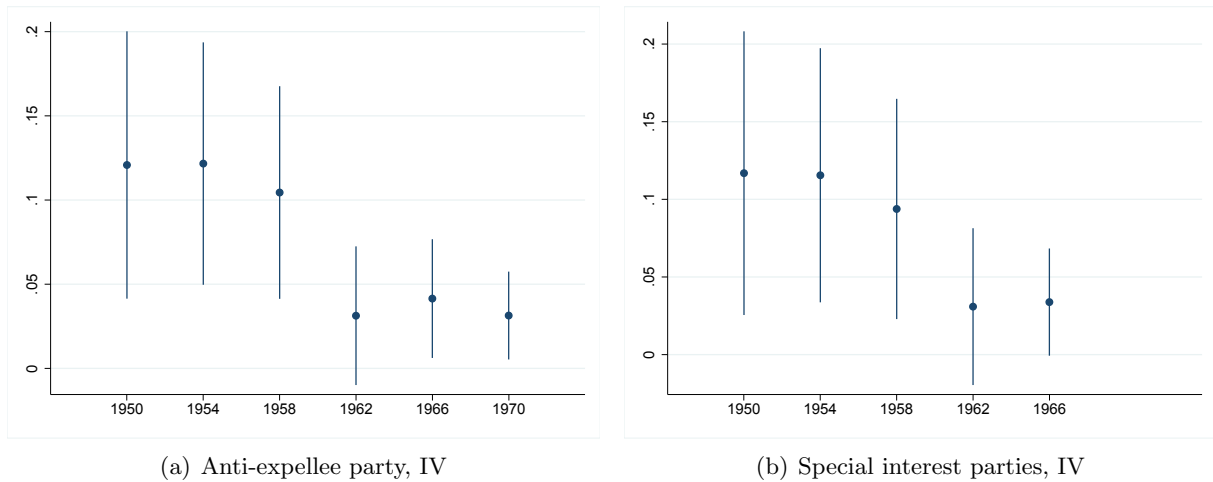 .2
.15
.1
.05
0
1950 1954 1958 1962 1966 1970
(a) Anti-expellee party, IV
.2
.15
.1
.05
0
1950 1954 1958 1962 1966
(b) Special interest parties, IV